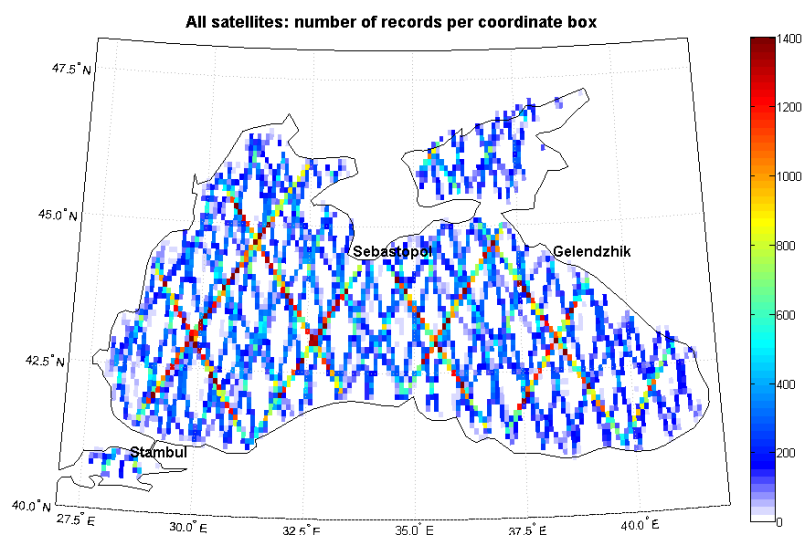 All satellites: number of records per coordinate box
47.5°N
45.0°N
42.5°N
40.0°N
27.5°E
30.0°E
32.5°E
35.0°E
37.5°E
40.0°E
Sebastopol
Gelendzhik
Stambul
1400
1200
1000
800
600
400
200
0